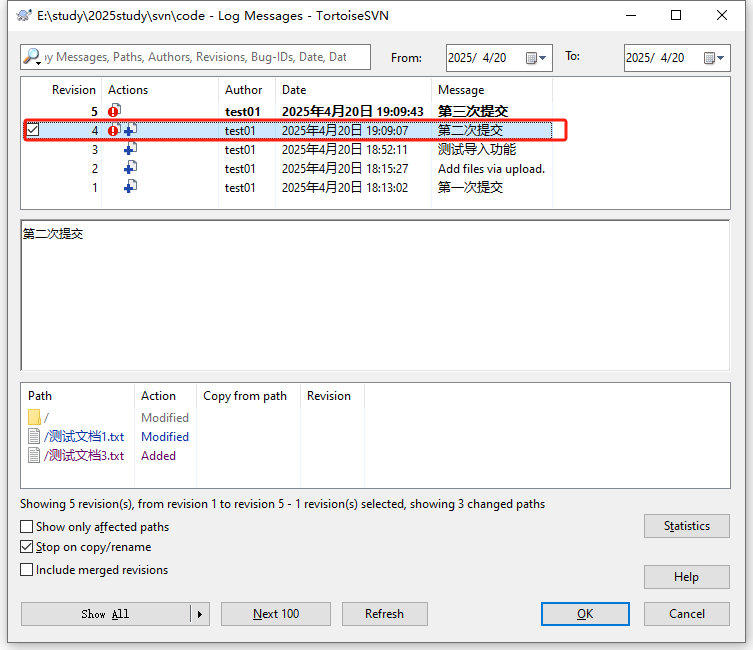 E:\study\2025study\svn\code - Log Messages - TortoiseSVN
y Messages, Paths, Authors, Revisions, Bug-IDs, Date, Dat From: 2025/ 4/20 To: 2025/ 4/20
Revision Actions Author Date Message
5 test01 2025年4月20日 19:09:43 第三次提交
4 test01 2025年4月20日 19:09:07 第二次提交
3 test01 2025年4月20日 18:52:11 测试导入功能
2 test01 2025年4月20日 18:15:27 Add files via upload.
1 test01 2025年4月20日 18:13:02 第一次提交
第二次提交
Path Action Copy from path Revision
/ Modified
/测试文档1.txt Modified
/测试文档3.txt Added
Showing 5 revision(s), from revision 1 to revision 5 - 1 revision(s) selected, showing 3 changed paths
Show only affected paths Statistics
Stop on copy/rename
Include merged revisions Help
Show All Next 100 Refresh OK Cancel